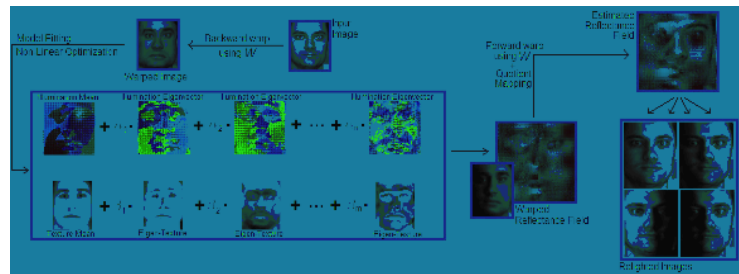 Model Fitting
Non Linear Optimization
Backward warp
using W
Input
Image
Warped Image
Estimated
Reflectance
Field
Forward warp
using W
+
Quotient
Mapping
Illumination Mean
Illumination Eigenvector
Illumination Eigenvector
Illumination Eigenvector
+
+
+ ... +
Texture Mean
Eigen-Texture
Eigen-Texture
Eigen-Texture
+
+
+ ... +
Warped
Reflectance
Field
Relighted Images